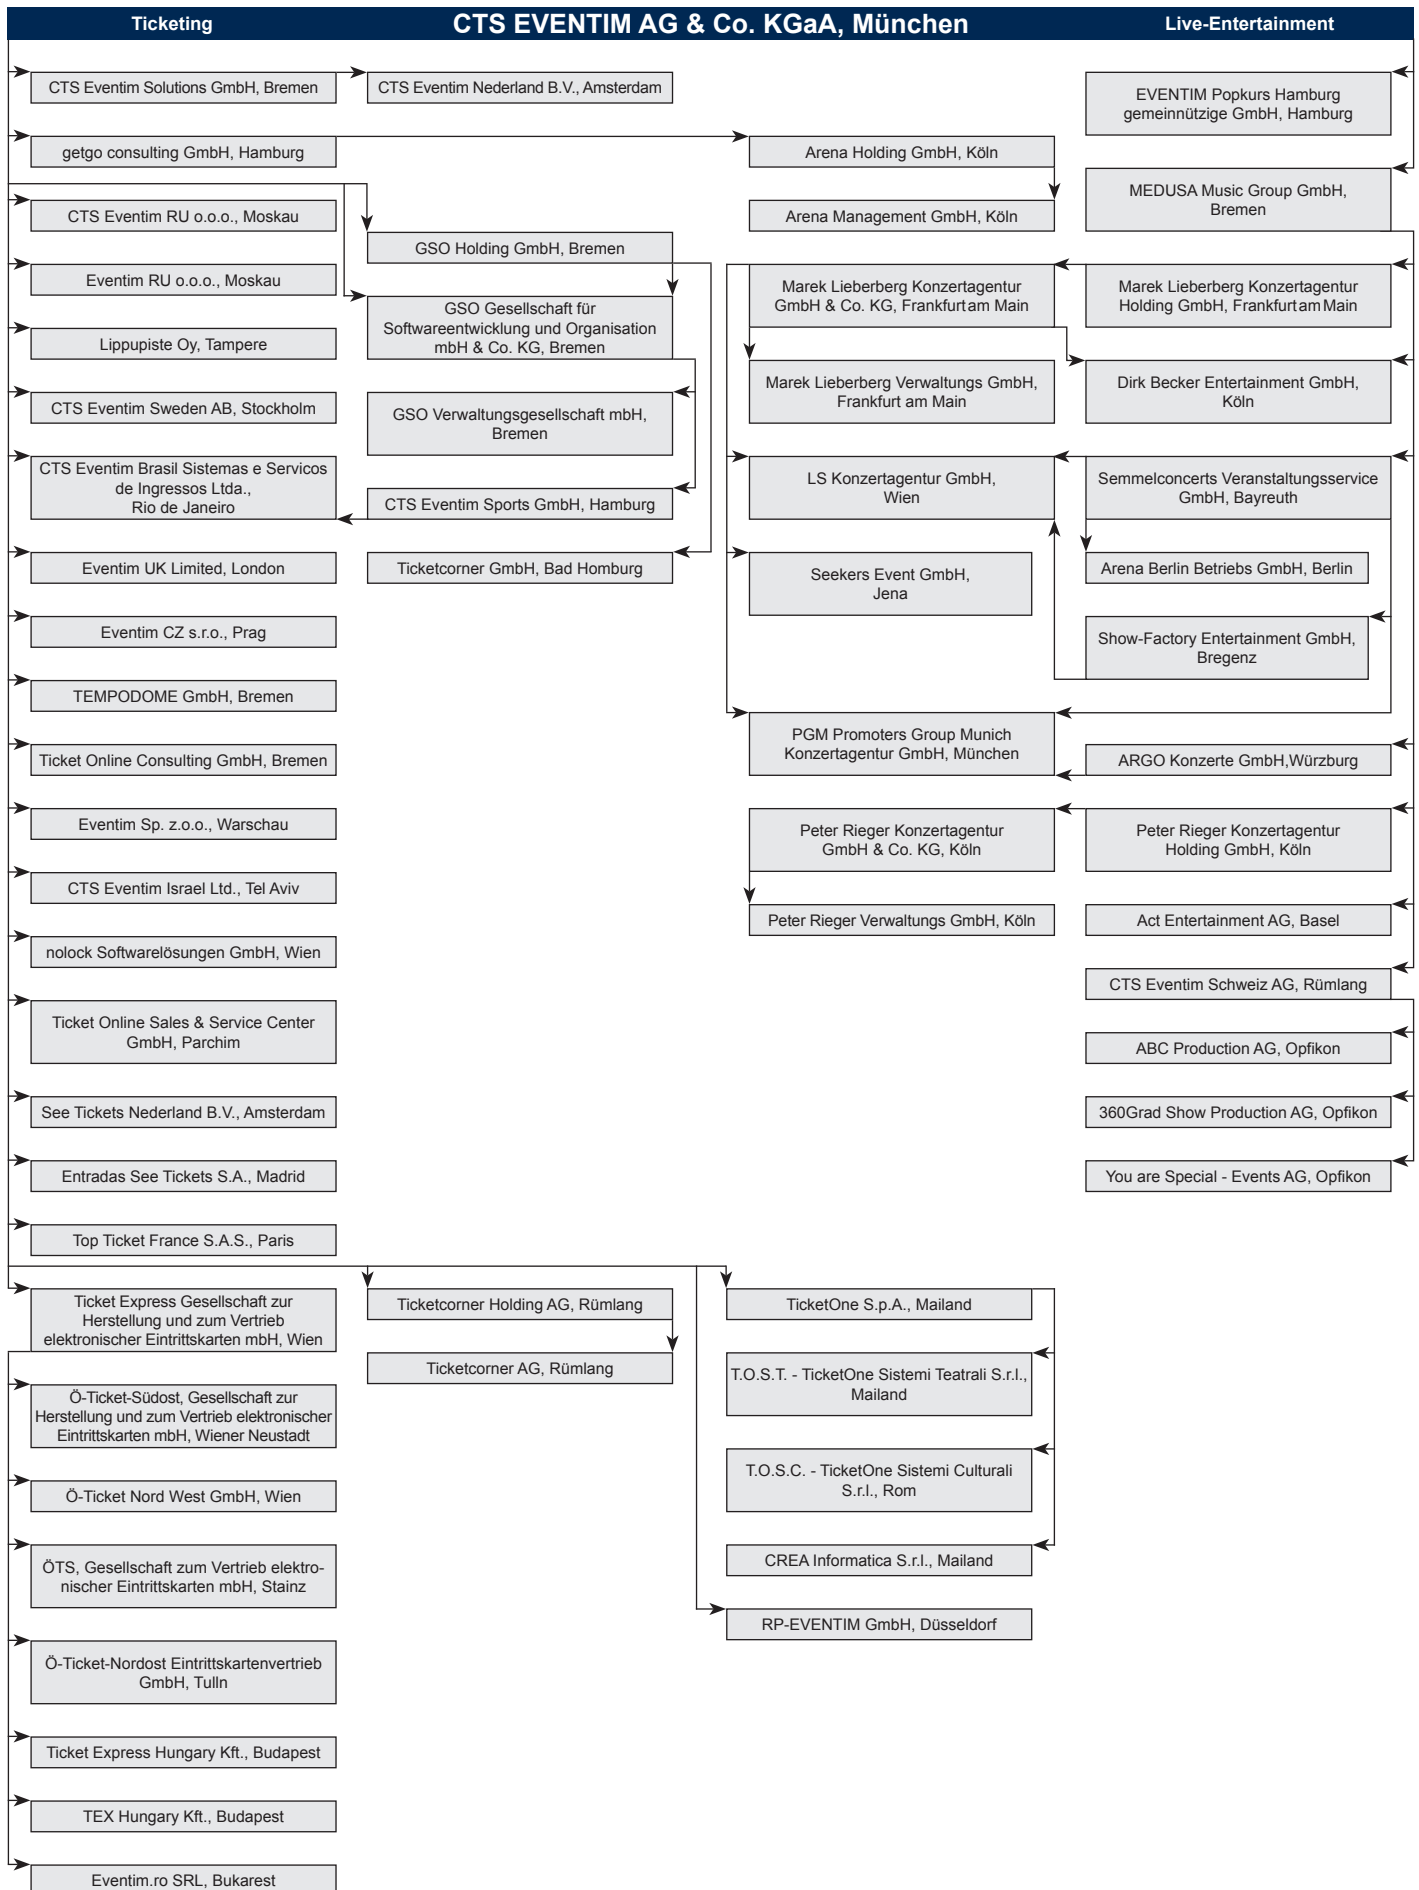 Ticketing
CTS EVENTIM AG & Co. KGaA, München
Live-Entertainment
CTS Eventim Solutions GmbH, Bremen
CTS Eventim Nederland B.V., Amsterdam
EVENTIM Popkurs Hamburg
gemeinnützige GmbH, Hamburg
getgo consulting GmbH, Hamburg
Arena Holding GmbH, Köln
MEDUSA Music Group GmbH,
Bremen
CTS Eventim RU o.o.o., Moskau
Arena Management GmbH, Köln
GSO Holding GmbH, Bremen
Eventim RU o.o.o., Moskau
Marek Lieberberg Konzertagentur
GmbH & Co. KG, Frankfurt am Main
Marek Lieberberg Konzertagentur
Holding GmbH, Frankfurt am Main
GSO Gesellschaft für
Softwareentwicklung und Organisation
mbH & Co. KG, Bremen
Lippupiste Oy, Tampere
Marek Lieberberg Verwaltungs GmbH,
Frankfurt am Main
Dirk Becker Entertainment GmbH,
Köln
CTS Eventim Sweden AB, Stockholm
GSO Verwaltungsgesellschaft mbH,
Bremen
CTS Eventim Brasil Sistemas e Servicos
de Ingressos Ltda.,
Rio de Janeiro
CTS Eventim Sports GmbH, Hamburg
LS Konzertagentur GmbH,
Wien
Semmelconcerts Veranstaltungsservice
GmbH, Bayreuth
Eventim UK Limited, London
Ticketcorner GmbH, Bad Homburg
Seekers Event GmbH,
Jena
Arena Berlin Betriebs GmbH, Berlin
Eventim CZ s.r.o., Prag
Show-Factory Entertainment GmbH,
Bregenz
TEMPODOME GmbH, Bremen
PGM Promoters Group Munich
Konzertagentur GmbH, München
Ticket Online Consulting GmbH, Bremen
ARGO Konzerte GmbH,Würzburg
Eventim Sp. z.o.o., Warschau
Peter Rieger Konzertagentur
GmbH & Co. KG, Köln
Peter Rieger Konzertagentur
Holding GmbH, Köln
CTS Eventim Israel Ltd., Tel Aviv
Peter Rieger Verwaltungs GmbH, Köln
Act Entertainment AG, Basel
nolock Softwarelösungen GmbH, Wien
CTS Eventim Schweiz AG, Rümlang
Ticket Online Sales & Service Center
GmbH, Parchim
ABC Production AG, Opfikon
See Tickets Nederland B.V., Amsterdam
360Grad Show Production AG, Opfikon
Entradas See Tickets S.A., Madrid
You are Special - Events AG, Opfikon
Top Ticket France S.A.S., Paris
Ticket Express Gesellschaft zur
Herstellung und zum Vertrieb
elektronischer Eintrittskarten mbH, Wien
Ticketcorner Holding AG, Rümlang
TicketOne S.p.A., Mailand
Ticketcorner AG, Rümlang
T.O.S.T. - TicketOne Sistemi Teatrali S.r.l.,
Mailand
Ö-Ticket-Südost, Gesellschaft zur
Herstellung und zum Vertrieb elektronischer
Eintrittskarten mbH, Wiener Neustadt
T.O.S.C. - TicketOne Sistemi Culturali
S.r.l., Rom
Ö-Ticket Nord West GmbH, Wien
CREA Informatica S.r.l., Mailand
ÖTS, Gesellschaft zum Vertrieb elektro-
nischer Eintrittskarten mbH, Stainz
RP-EVENTIM GmbH, Düsseldorf
Ö-Ticket-Nordost Eintrittskartenvertrieb
GmbH, Tulln
Ticket Express Hungary Kft., Budapest
TEX Hungary Kft., Budapest
Eventim.ro SRL, Bukarest